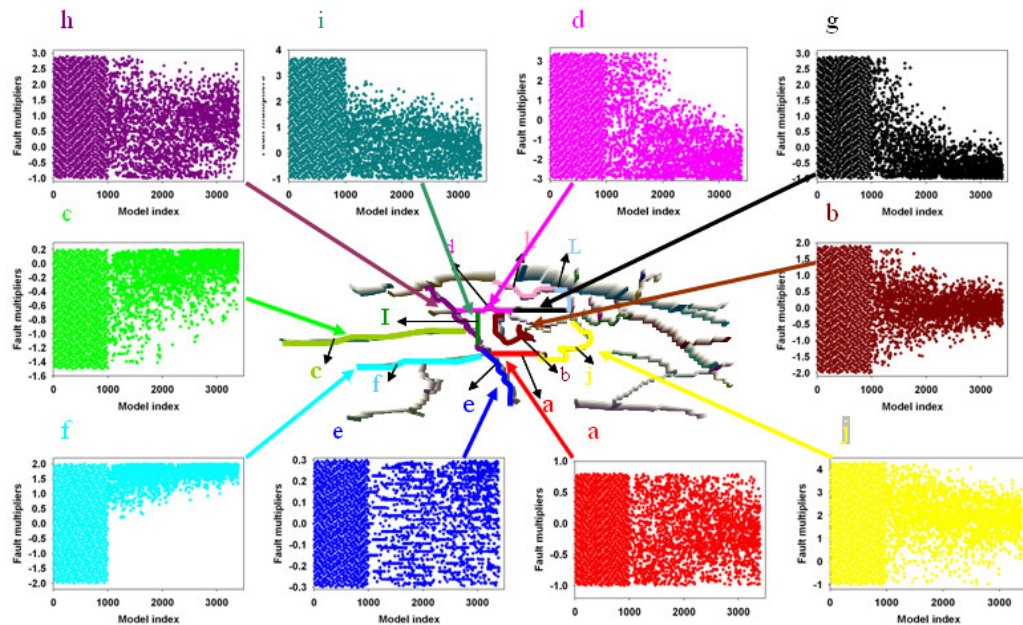 h i d g
3.0
2.5
2.0
1.5
1.0
0.5
0.0
-0.5
-1.0
Fault multipliers
0 1000 2000 3000
Model index
4
3
2
1
0
-1
0 1000 2000 3000
Model index
3
2
1
0
-1
-2
-3
Fault multipliers
0 1000 2000 3000
Model index
3.0
2.5
2.0
1.5
1.0
0.5
0.0
-0.5
-1.0
Fault multipliers
0 1000 2000 3000
Model index
c
0.2
0.0
-0.2
-0.4
-0.6
-0.8
-1.0
-1.2
-1.4
-1.6
Fault multipliers
0 1000 2000 3000
Model index
d L
I
c f e a b j
b
2.0
1.5
1.0
0.5
0.0
-0.5
-1.0
-1.5
-2.0
Fault multipliers
0 1000 2000 3000
Model index
f e a j
2.0
1.5
1.0
0.5
0.0
-0.5
-1.0
-1.5
-2.0
Fault multipliers
0 1000 2000 3000
Model index
0.3
0.2
0.1
0.0
-0.1
-0.2
-0.3
Fault multipliers
0 1000 2000 3000
Model index
1.0
0.5
0.0
-0.5
-1.0
Fault multipliers
0 1000 2000 3000
Model index
4
3
2
1
0
-1
Fault multipliers
0 1000 2000 3000
Model index